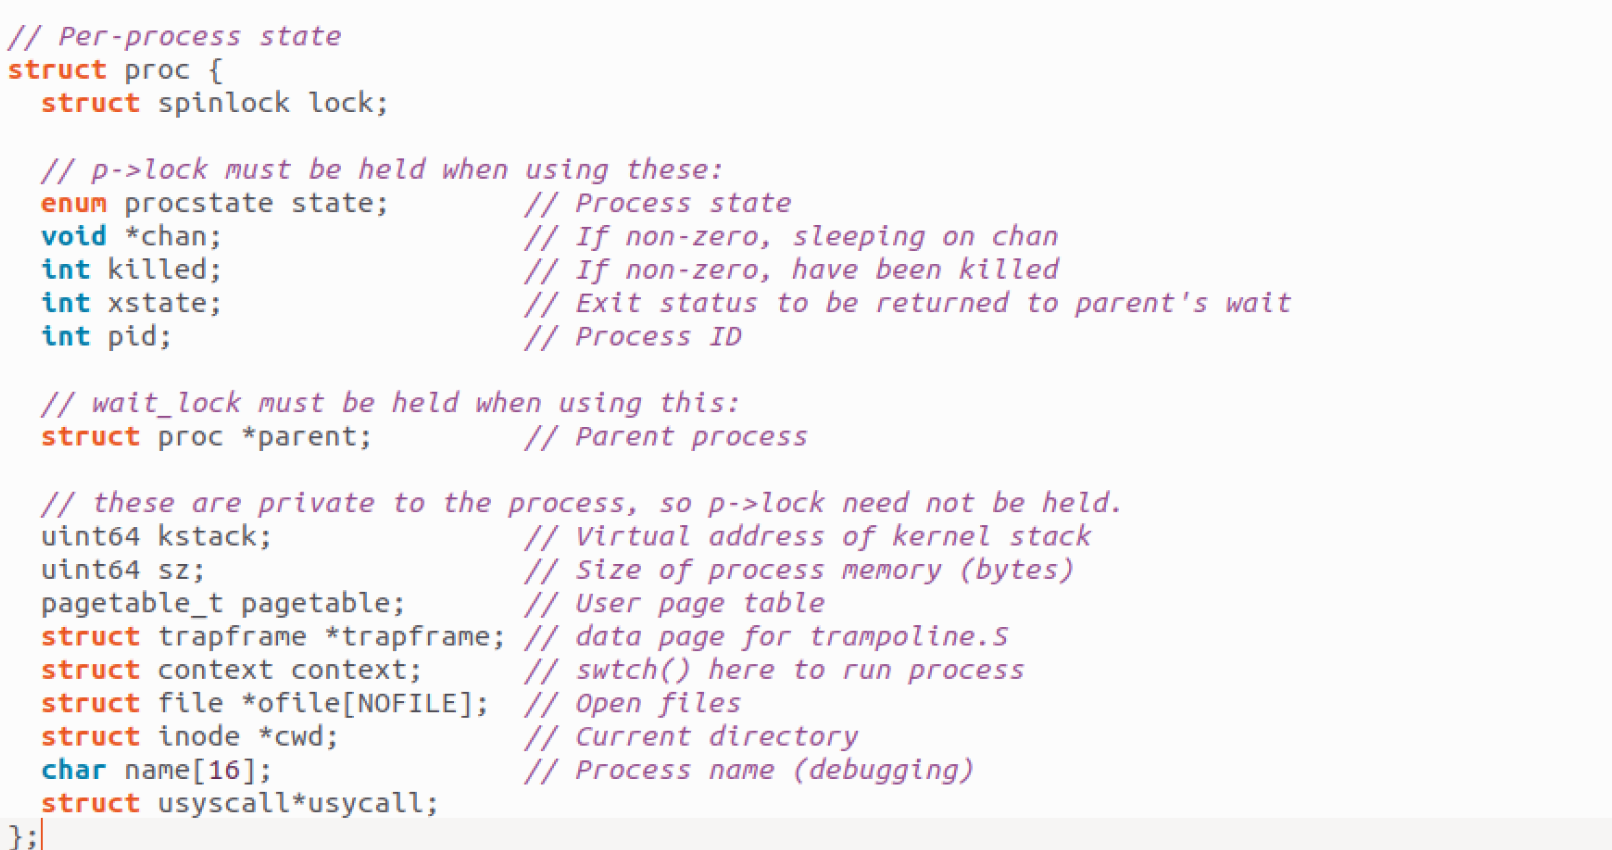 // Per-process state
struct proc {
  struct spinlock lock;

  // p->lock must be held when using these:
  enum procstate state;        // Process state
  void *chan;                  // If non-zero, sleeping on chan
  int killed;                  // If non-zero, have been killed
  int xstate;                  // Exit status to be returned to parent's wait
  int pid;                     // Process ID

  // wait_lock must be held when using this:
  struct proc *parent;         // Parent process

  // these are private to the process, so p->lock need not be held.
  uint64 kstack;               // Virtual address of kernel stack
  uint64 sz;                   // Size of process memory (bytes)
  pagetable_t pagetable;       // User page table
  struct trapframe *trapframe; // data page for trampoline.S
  struct context context;      // swtch() here to run process
  struct file *ofile[NOFILE];  // Open files
  struct inode *cwd;           // Current directory
  char name[16];               // Process name (debugging)
  struct usyscall*usycall;
};